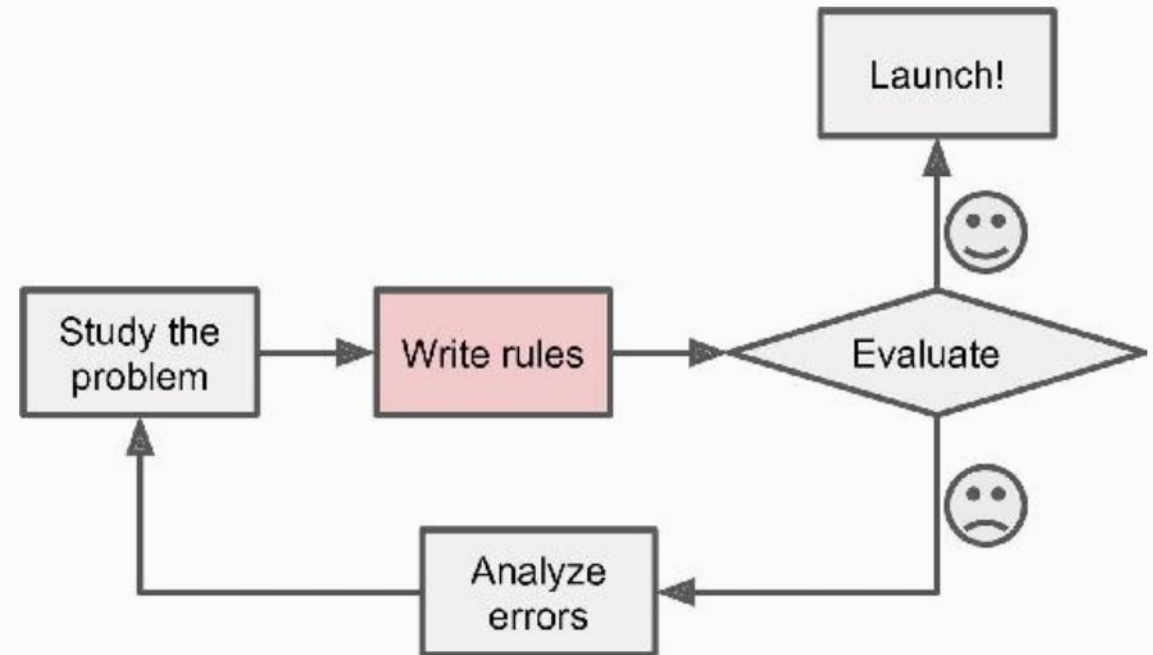 Launch!
Study the
problem
Write rules
Evaluate
Analyze
errors